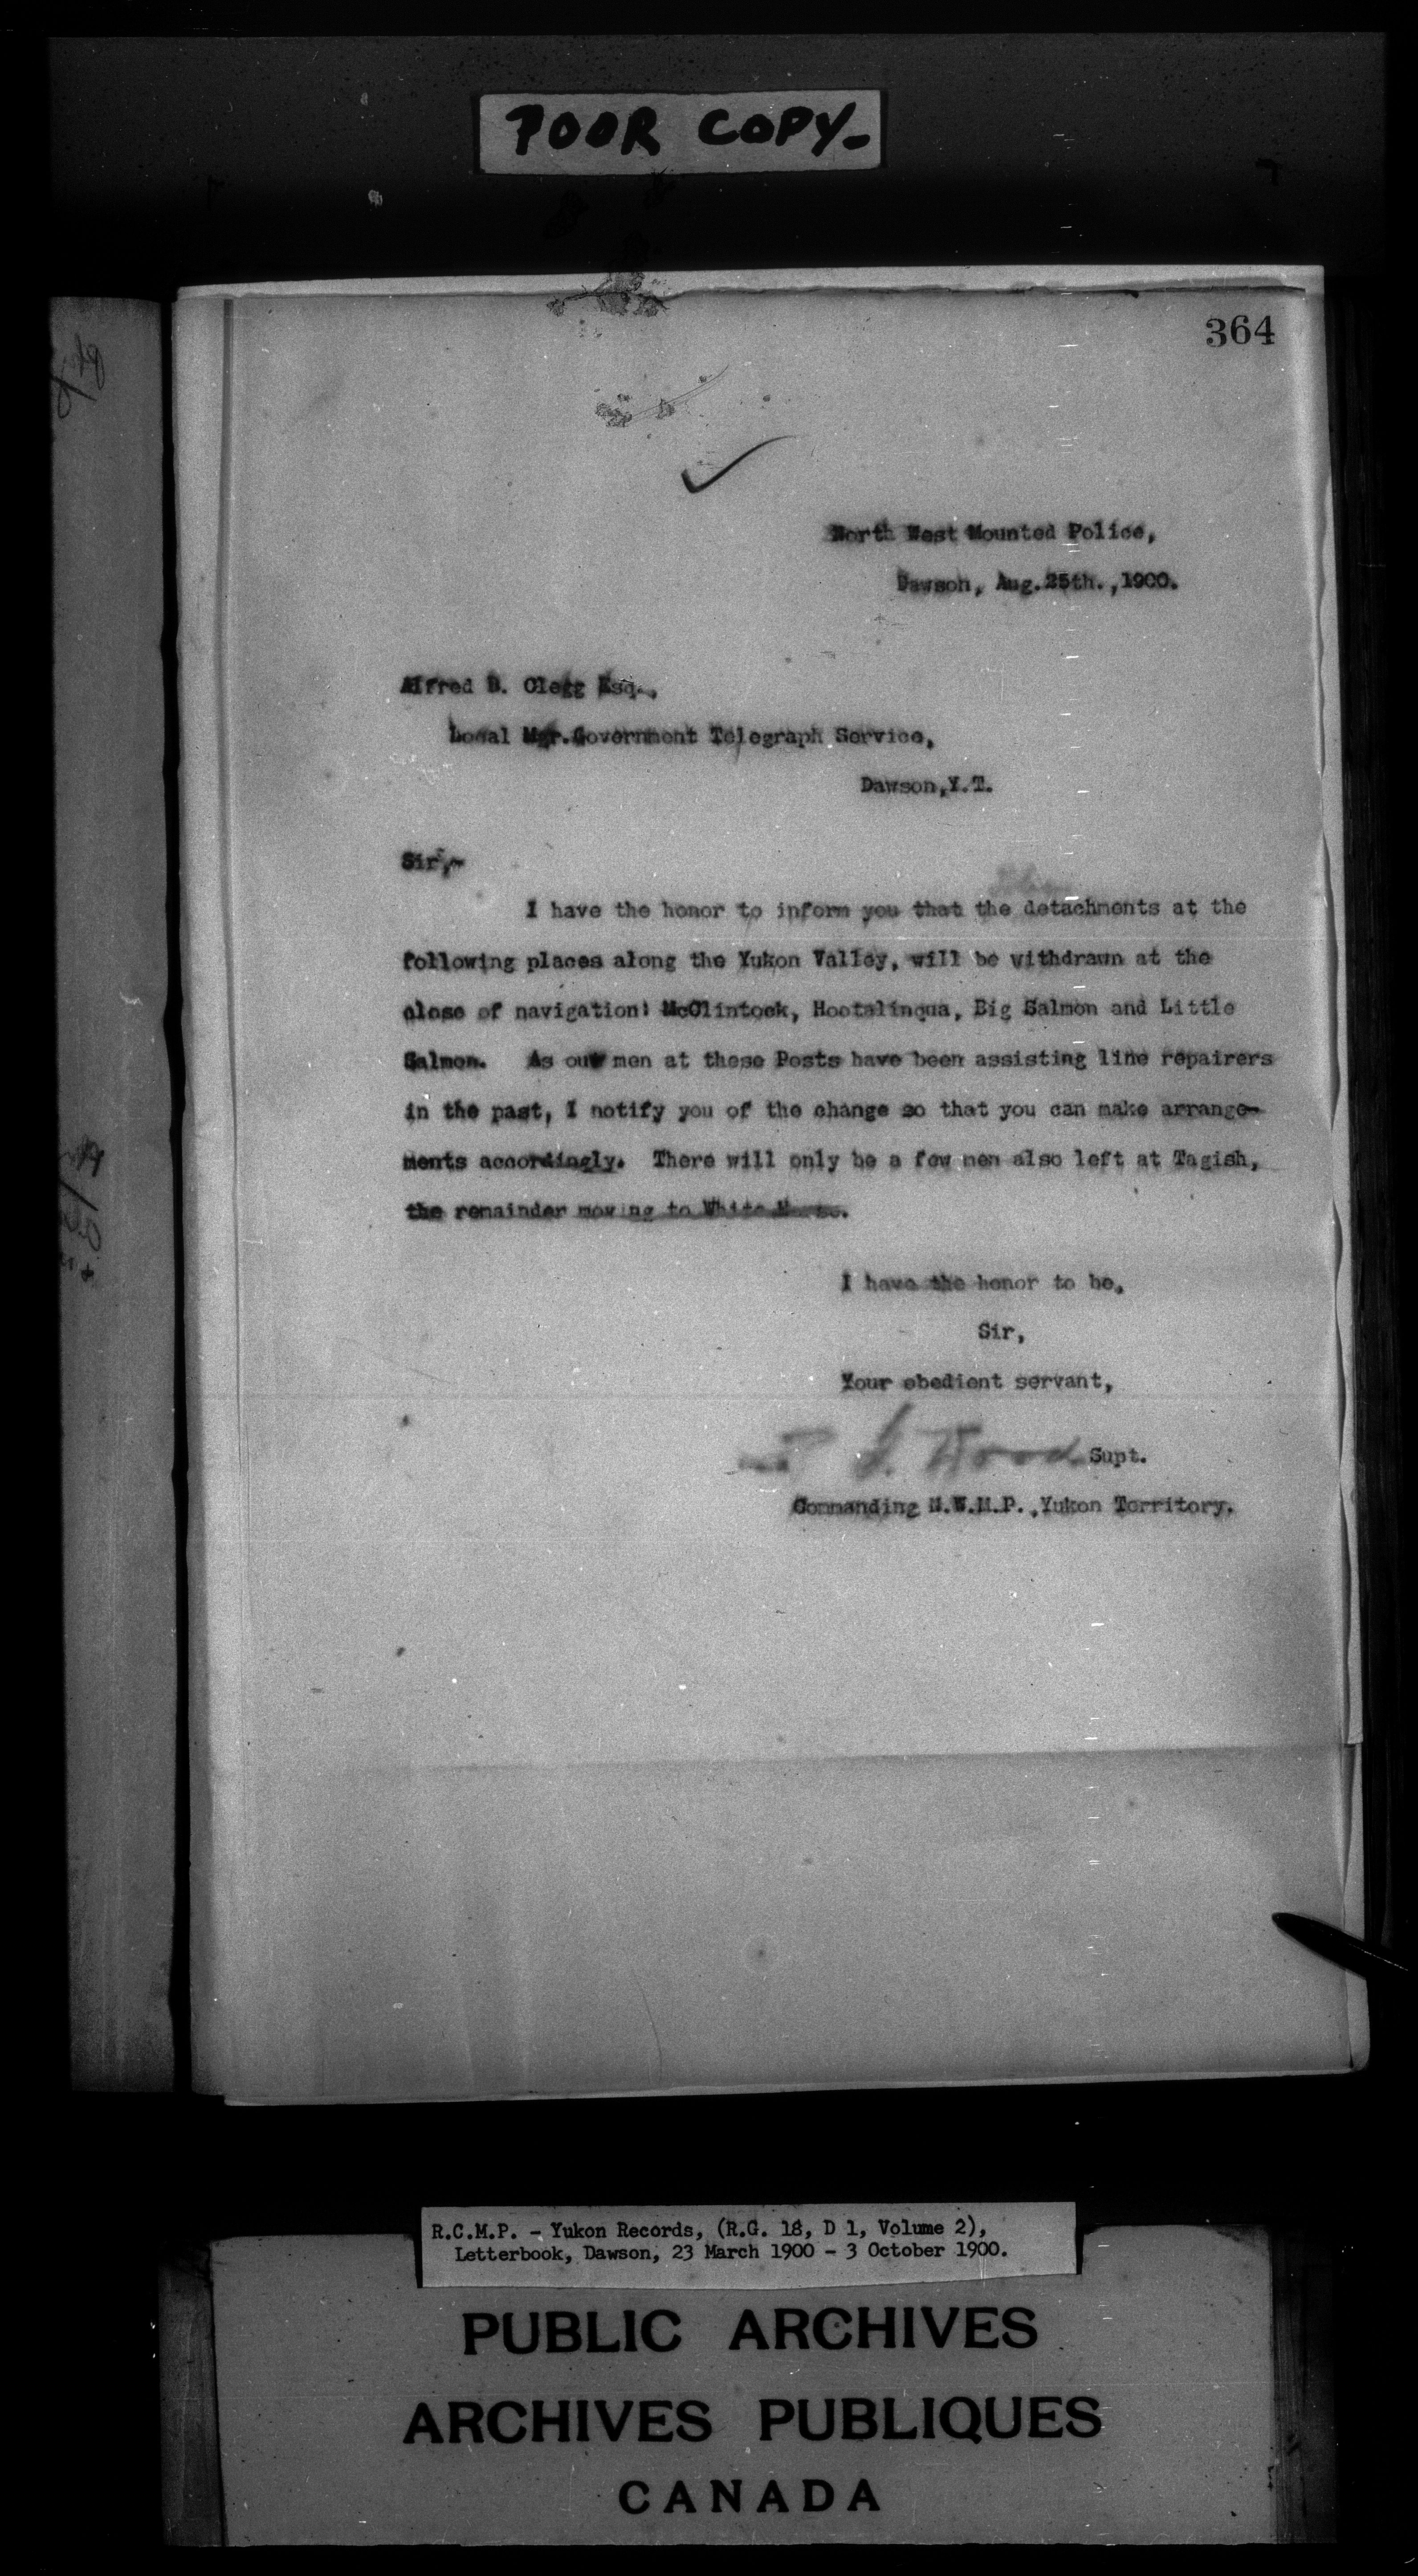 POOR COPY-
364
North West Mounted Police,
Dawson, Aug.25th.,1900.
Alfred B. Clegg Esq.,
Local Mgr.Government Telegraph Service,
Dawson,Y.T.
Sir,-
I have the honor to inform you that the detachments at the
following places along the Yukon Valley, will be withdrawn at the
close of navigation: McClintock, Hootalinqua, Big Salmon and Little
Salmon. As our men at these Posts have been assisting line repairers
in the past, I notify you of the change so that you can make arrange-
ments accordingly. There will only be a few men also left at Tagish,
the remainder moving to White Horse.
I have the honor to be,
Sir,
Your obedient servant,
Wood Supt.
Commanding N.W.M.P.,Yukon Territory.
R.C.M.P. - Yukon Records, (R.G. 18, D 1, Volume 2),
Letterbook, Dawson, 23 March 1900 - 3 October 1900.
PUBLIC ARCHIVES
ARCHIVES PUBLIQUES
CANADA